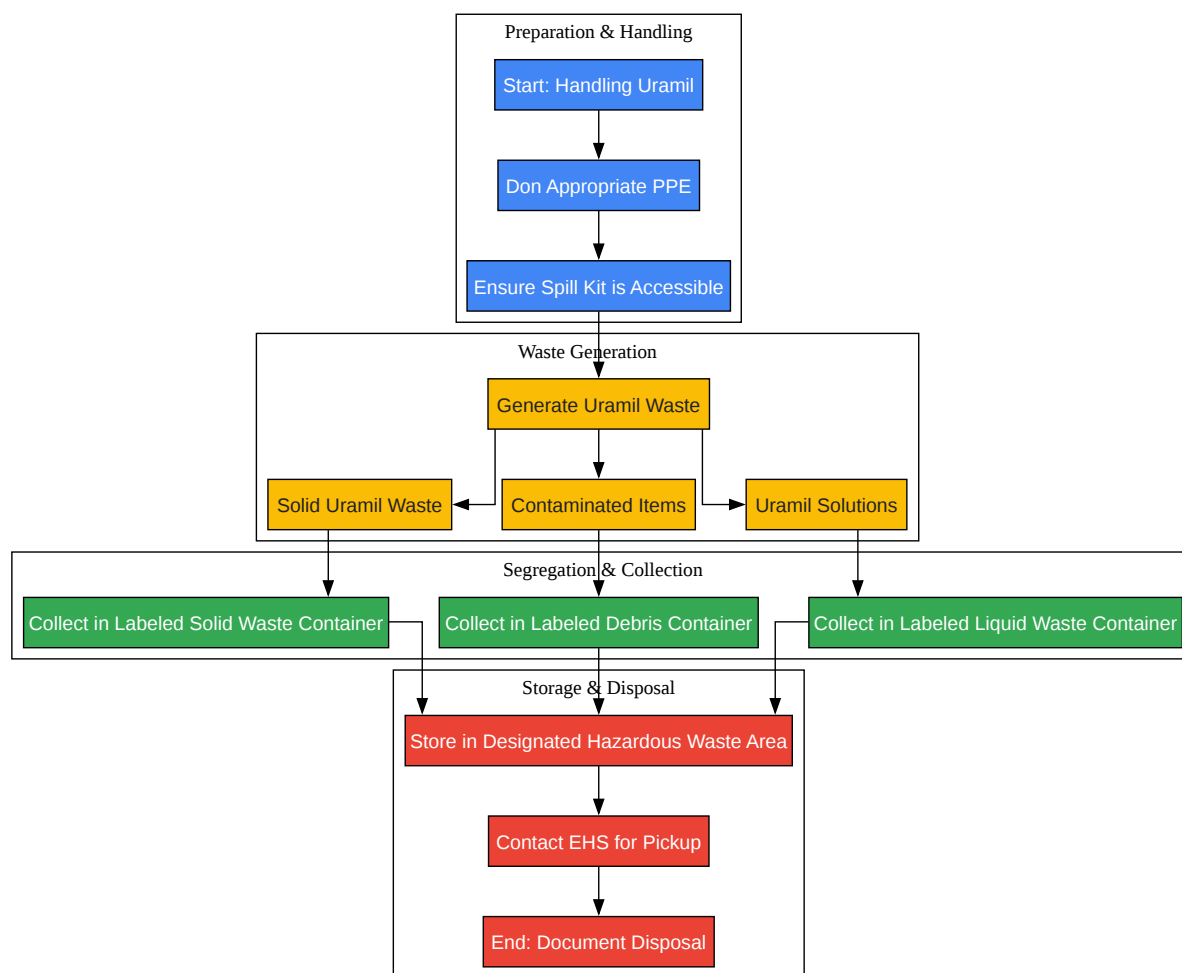 Preparation & Handling
Start: Handling Uramil
Don Appropriate PPE
Ensure Spill Kit is Accessible
Waste Generation
Generate Uramil Waste
Solid Uramil Waste
Contaminated Items
Uramil Solutions
Segregation & Collection
Collect in Labeled Solid Waste Container
Collect in Labeled Debris Container
Collect in Labeled Liquid Waste Container
Storage & Disposal
Store in Designated Hazardous Waste Area
Contact EHS for Pickup
End: Document Disposal